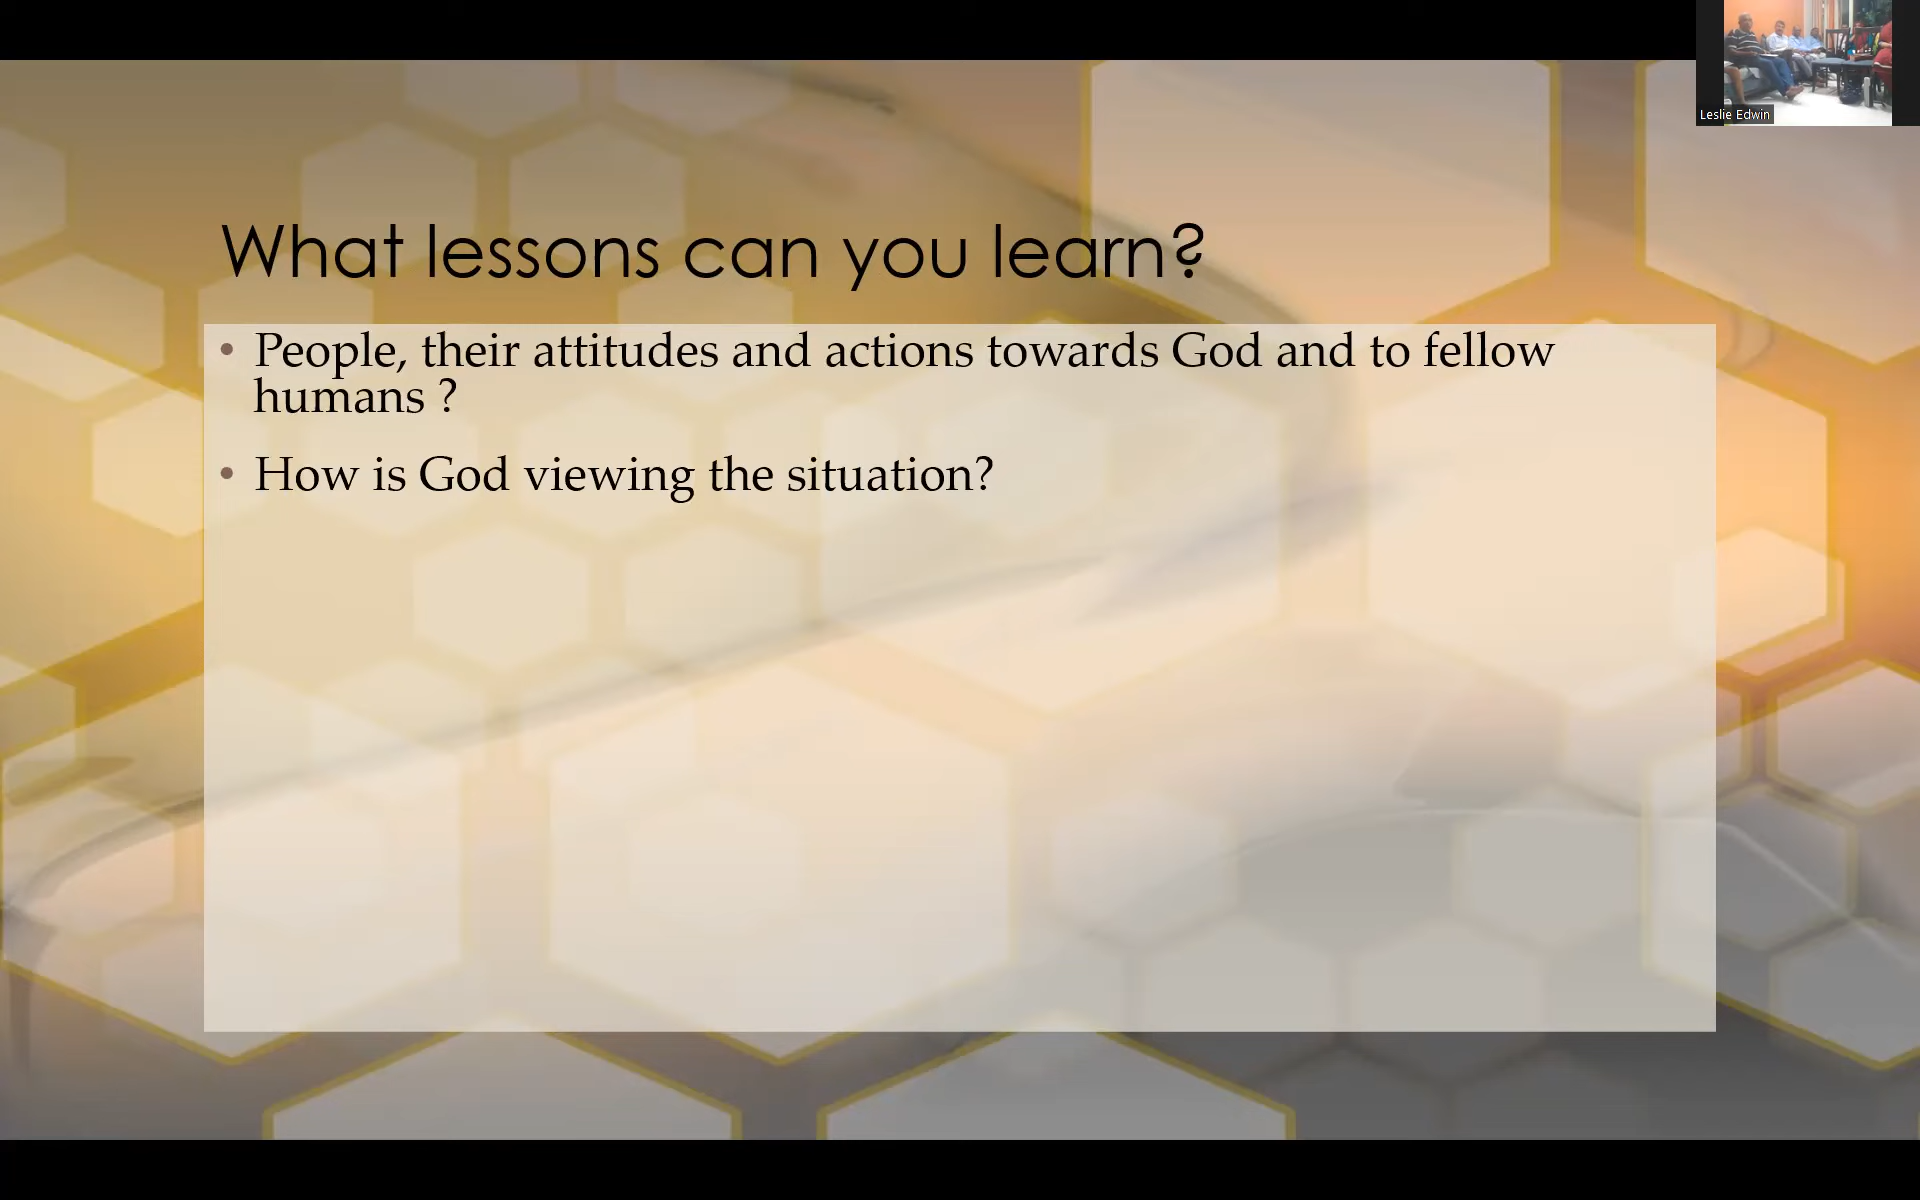 Leslie Edwin
What lessons can you learn?
• People, their attitudes and actions towards God and to fellow
humans ?
• How is God viewing the situation?